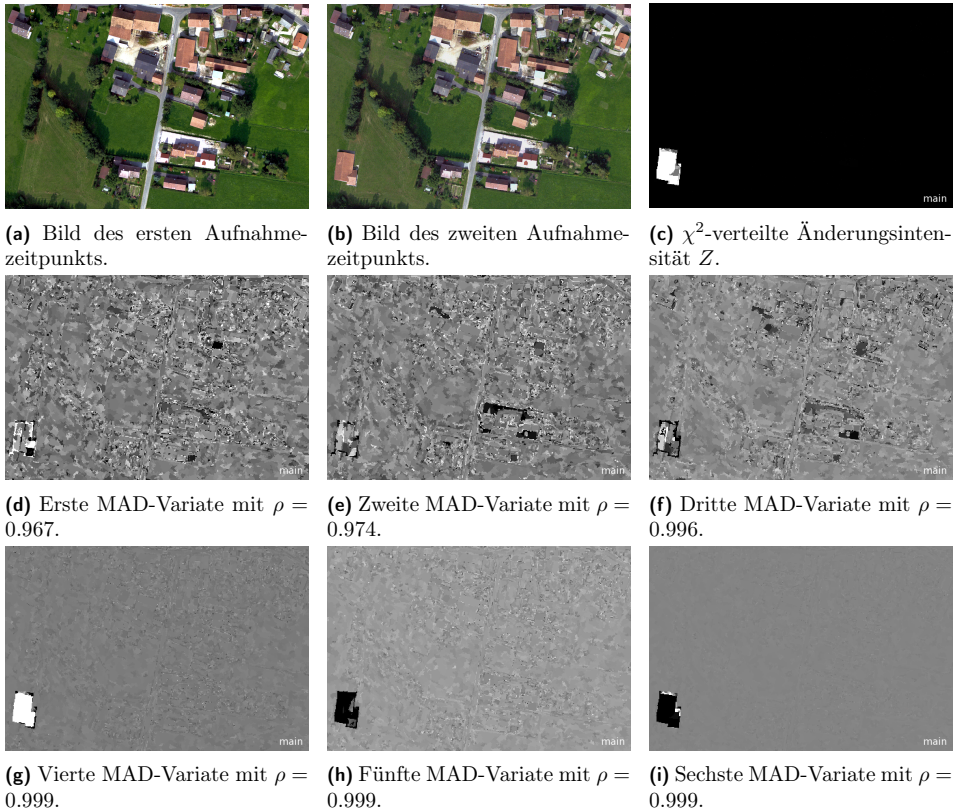 main
(a) Bild des ersten Aufnahme-
zeitpunkts.
(b) Bild des zweiten Aufnahme-
zeitpunkts.
(c) χ²-verteilte Änderungsinten-
sität Z.
main
main
main
(d) Erste MAD-Variate mit ρ =
0.967.
(e) Zweite MAD-Variate mit ρ =
0.974.
(f) Dritte MAD-Variate mit ρ =
0.996.
main
main
main
(g) Vierte MAD-Variate mit ρ =
0.999.
(h) Fünfte MAD-Variate mit ρ =
0.999.
(i) Sechste MAD-Variate mit ρ =
0.999.